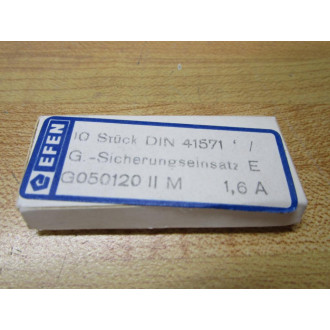 EFEN
10 Stück DIN 41571 ' /
G.-Sicherungseinsatz E
G050120 II M 1,6 A